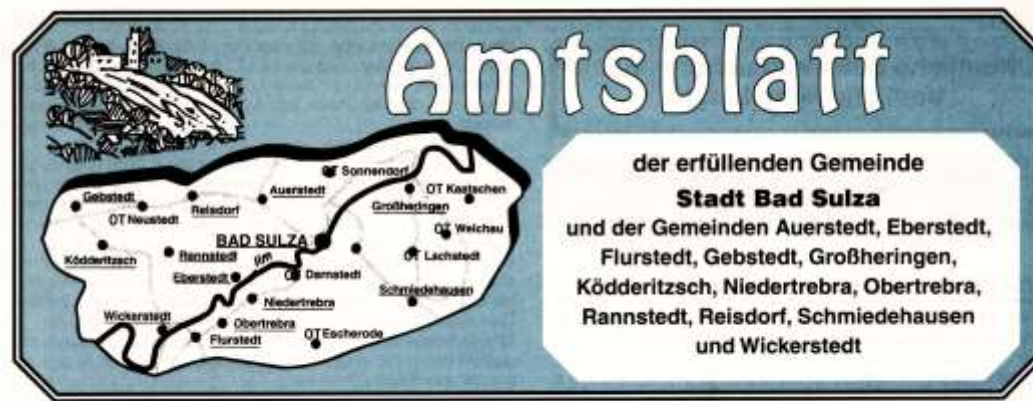 Amtsblatt
der erfüllenden Gemeinde
Stadt Bad Sulza
und der Gemeinden Auerstedt, Eberstedt,
Flurstedt, Gebstedt, Großheringen,
Ködderitzsch, Niedertrebra, Obertrebra,
Rannstedt, Reisdorf, Schmiedehausen
und Wickerstedt
OT Sonnendorf
Gebstedt
Auerstedt
OT Kaatschen
Reisdorf
Großheringen
OT Neustedt
OT Weichau
BAD SULZA
Ködderitzsch
Rannstedt
Ilm
OT Lachstedt
Eberstedt
OT Darnstedt
Schmiedehausen
Niedertrebra
Wickerstedt
Obertrebra
OT Escherode
Flurstedt